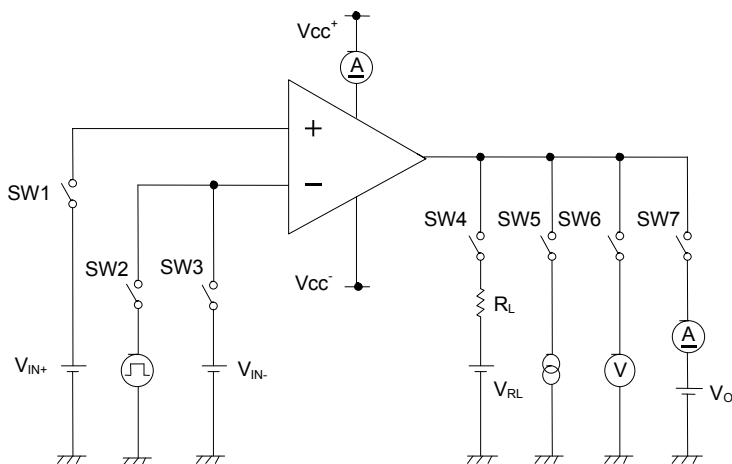 Vcc+
A
+
−
SW1
SW2
SW3
SW4
SW5
SW6
SW7
Vcc-
RL
A
VIN+
VIN-
VRL
V
VO